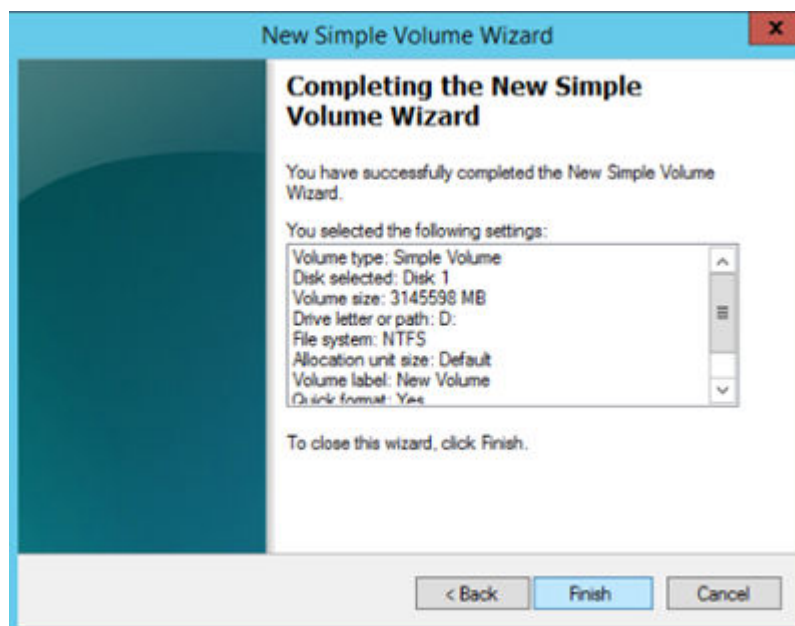 New Simple Volume Wizard
x
Completing the New Simple
Volume Wizard
You have successfully completed the New Simple Volume
Wizard.
You selected the following settings:
Volume type: Simple Volume
Disk selected: Disk 1
Volume size: 3145598 MB
Drive letter or path: D:
File system: NTFS
Allocation unit size: Default
Volume label: New Volume
Quick format: Yes
To close this wizard, click Finish.
< Back
Finish
Cancel